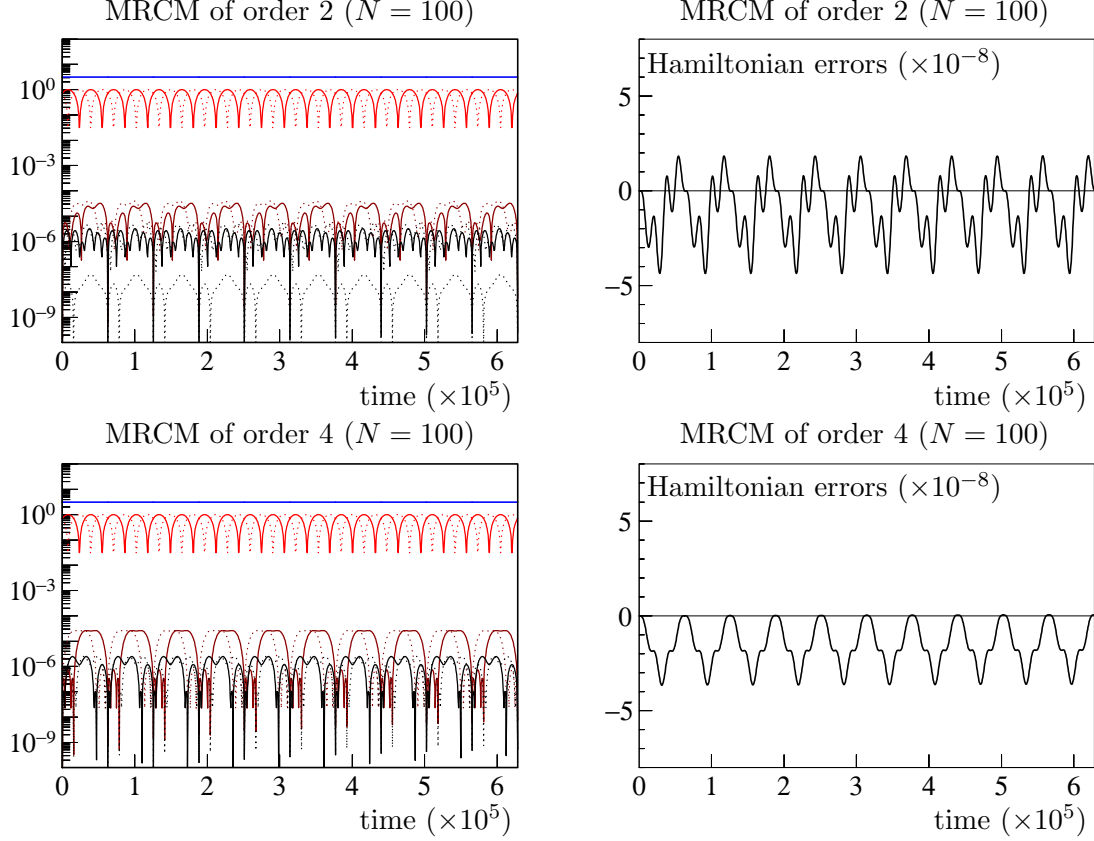 MRCM of order 2 (N = 100)
10^0
10^−3
10^−6
10^−9
0 1 2 3 4 5 6
time (×10^5)
MRCM of order 2 (N = 100)
Hamiltonian errors (×10^−8)
5
0
−5
0 1 2 3 4 5 6
time (×10^5)
MRCM of order 4 (N = 100)
10^0
10^−3
10^−6
10^−9
0 1 2 3 4 5 6
time (×10^5)
MRCM of order 4 (N = 100)
Hamiltonian errors (×10^−8)
5
0
−5
0 1 2 3 4 5 6
time (×10^5)